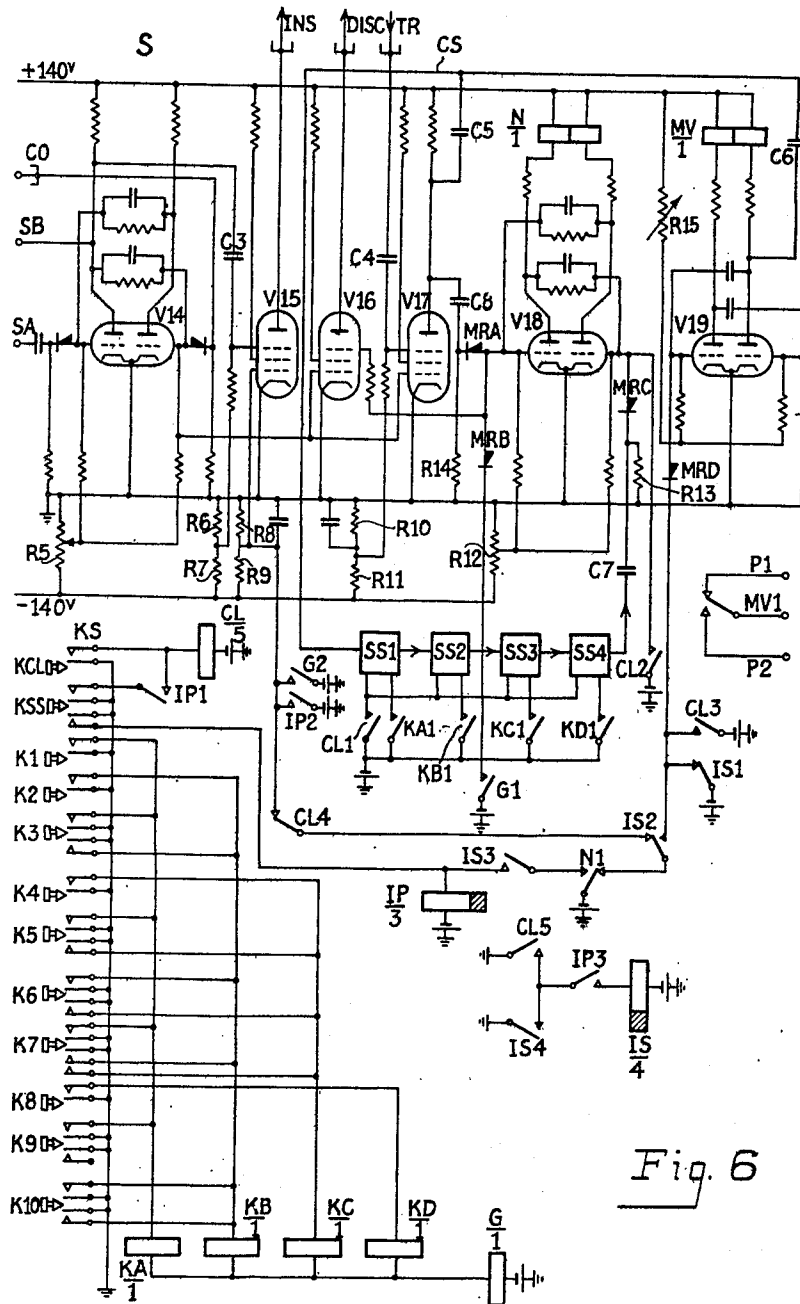 S
INS
DISC
TR
CS
+140V
CO
SB
SA
C3
C4
C5
C8
N
1
MV
1
C6
R15
V14
V15
V16
V17
MRA
V18
V19
MRB
MRC
MRD
R14
R13
R5
R6
R7
R8
R9
R10
R11
R12
C7
-140V
P1
MV1
P2
KS
CL
5
KCL
IP1
KSS
G2
IP2
SS1
SS2
SS3
SS4
CL2
CL1
KA1
KB1
KC1
KD1
CL3
IS1
G1
K1
K2
K3
CL4
IS2
IS3
N1
K4
IP
3
K5
CL5
IP3
K6
IS4
IS
4
K7
K8
K9
K10
KA
1
KB
1
KC
1
KD
1
G
1
Fig. 6